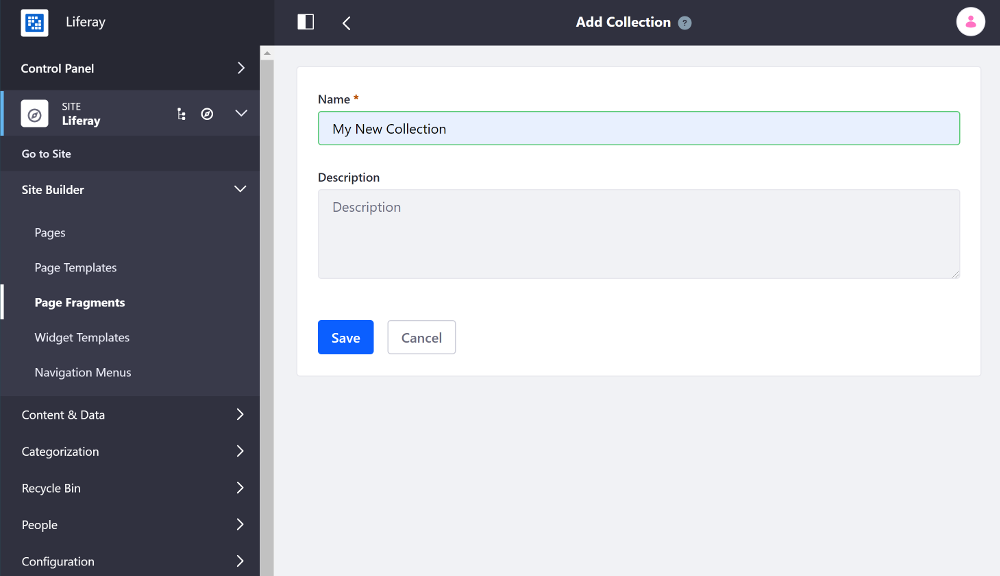 Liferay
Add Collection ?
Control Panel
SITE
Liferay
Go to Site
Site Builder
Pages
Page Templates
Page Fragments
Widget Templates
Navigation Menus
Content & Data
Categorization
Recycle Bin
People
Configuration
Name *
My New Collection
Description
Description
Save
Cancel